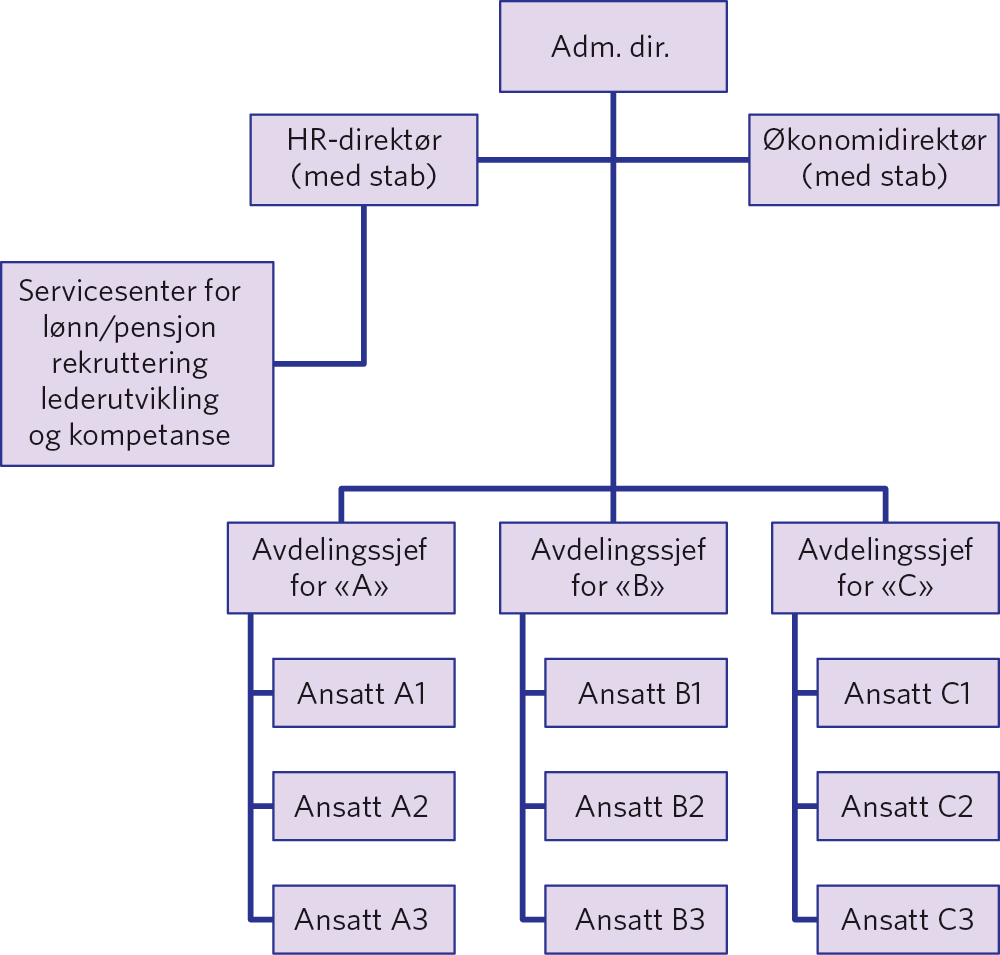 Adm. dir.
HR-direktør
(med stab)
Økonomidirektør
(med stab)
Servicesenter for
lønn/pensjon
rekruttering
lederutvikling
og kompetanse
Avdelingssjef
for «A»
Avdelingssjef
for «B»
Avdelingssjef
for «C»
Ansatt A1
Ansatt B1
Ansatt C1
Ansatt A2
Ansatt B2
Ansatt C2
Ansatt A3
Ansatt B3
Ansatt C3